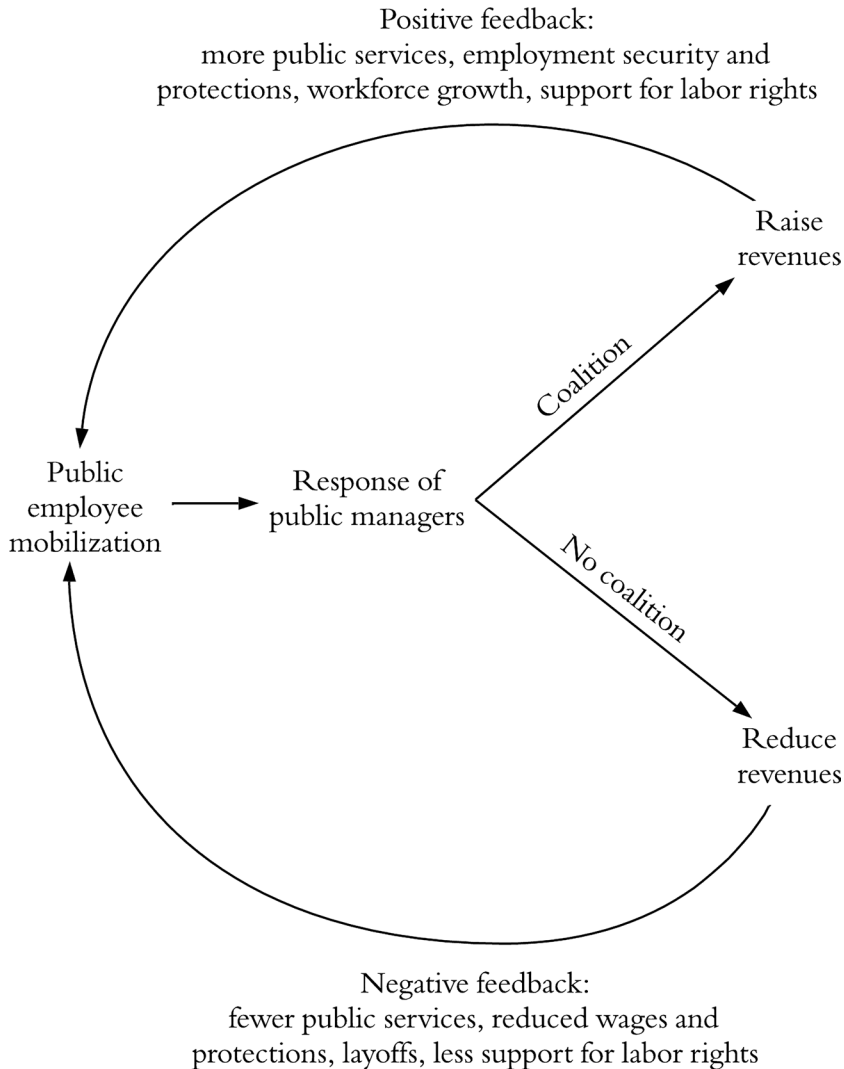 Positive feedback:
more public services, employment security and
protections, workforce growth, support for labor rights
Raise
revenues
Coalition
Public
employee
mobilization
Response of
public managers
No coalition
Reduce
revenues
Negative feedback:
fewer public services, reduced wages and
protections, layoffs, less support for labor rights